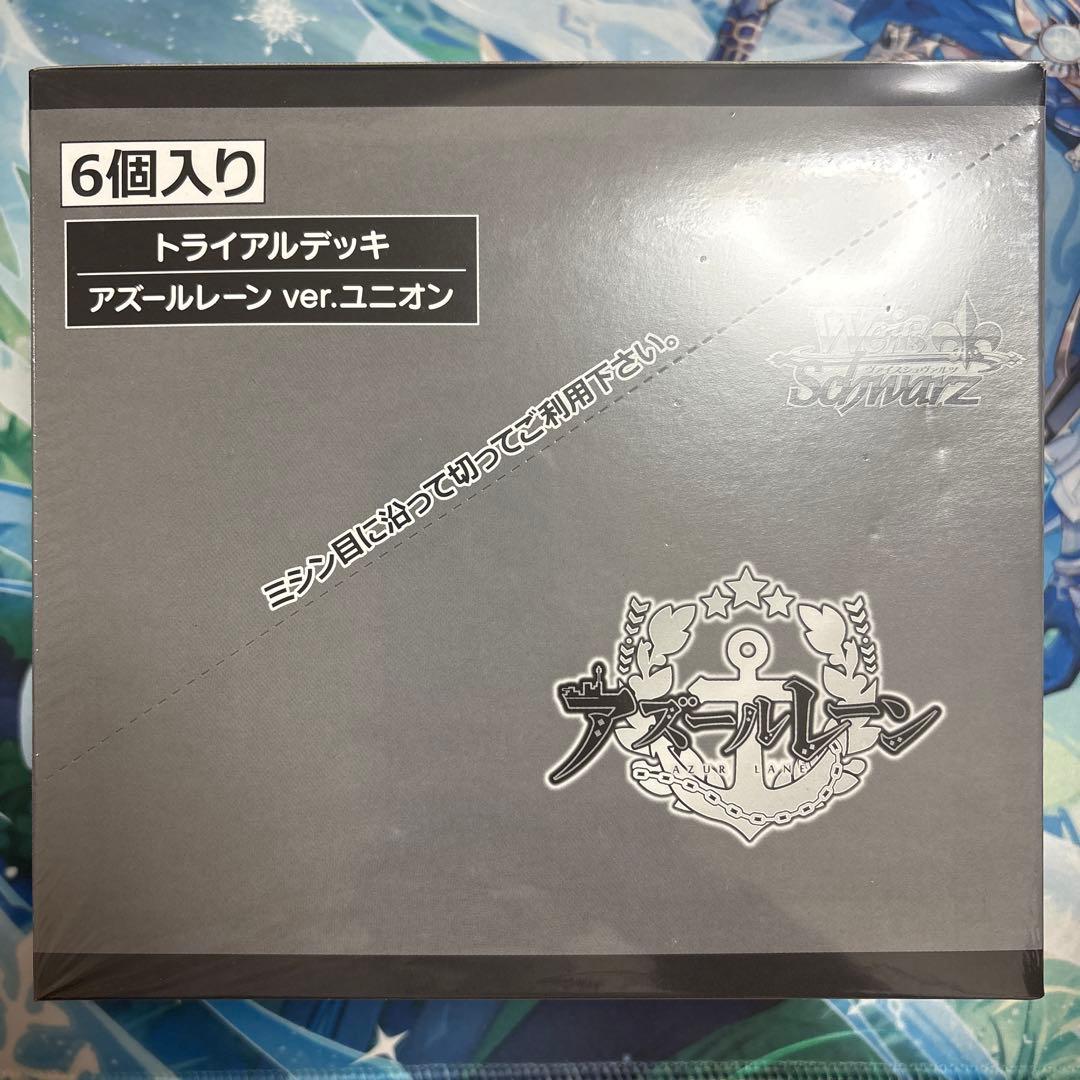 6個入り
トライアルデッキ
アズールレーン ver.ユニオン
Weiß
ヴァイスシュヴァルツ
Schwarz
ミシン目に沿って切ってご利用下さい。
アズールレーン
AZUR LANE